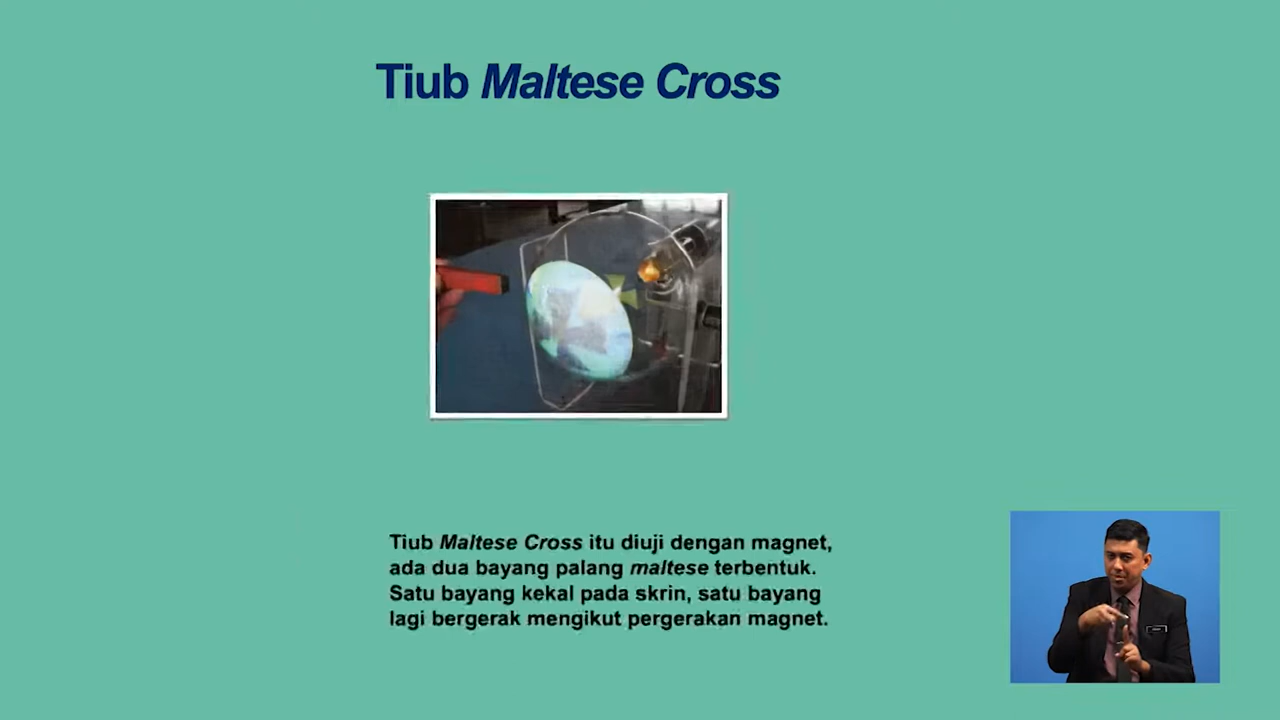 Tiub Maltese Cross
Tiub Maltese Cross itu diuji dengan magnet,
ada dua bayang palang maltese terbentuk.
Satu bayang kekal pada skrin, satu bayang
lagi bergerak mengikut pergerakan magnet.